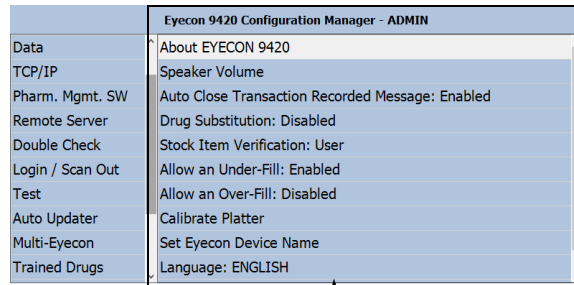 Eyecon 9420 Configuration Manager - ADMIN
Data
TCP/IP
Pharm. Mgmt. SW
Remote Server
Double Check
Login / Scan Out
Test
Auto Updater
Multi-Eyecon
Trained Drugs
About EYECON 9420
Speaker Volume
Auto Close Transaction Recorded Message: Enabled
Drug Substitution: Disabled
Stock Item Verification: User
Allow an Under-Fill: Enabled
Allow an Over-Fill: Disabled
Calibrate Platter
Set Eyecon Device Name
Language: ENGLISH